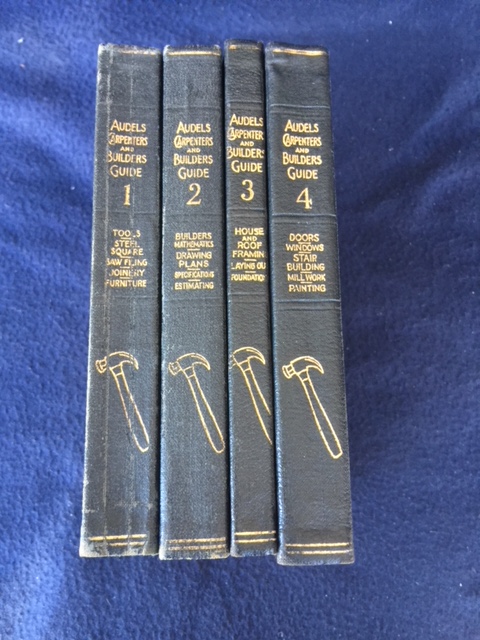 AUDELS
CARPENTERS
AND
BUILDERS
GUIDE
1
TOOLS
STEEL
SQUARE
SAW FILING
JOINERY
FURNITURE
AUDELS
CARPENTERS
AND
BUILDERS
GUIDE
2
BUILDERS
MATHEMATICS
DRAWING
PLANS
SPECIFICATIONS
ESTIMATING
AUDELS
CARPENTERS
AND
BUILDERS
GUIDE
3
HOUSE
AND
ROOF
FRAMING
LAYING OUT
FOUNDATION
AUDELS
CARPENTERS
AND
BUILDERS
GUIDE
4
DOORS
WINDOWS
STAIR
BUILDING
MILLWORK
PAINTING